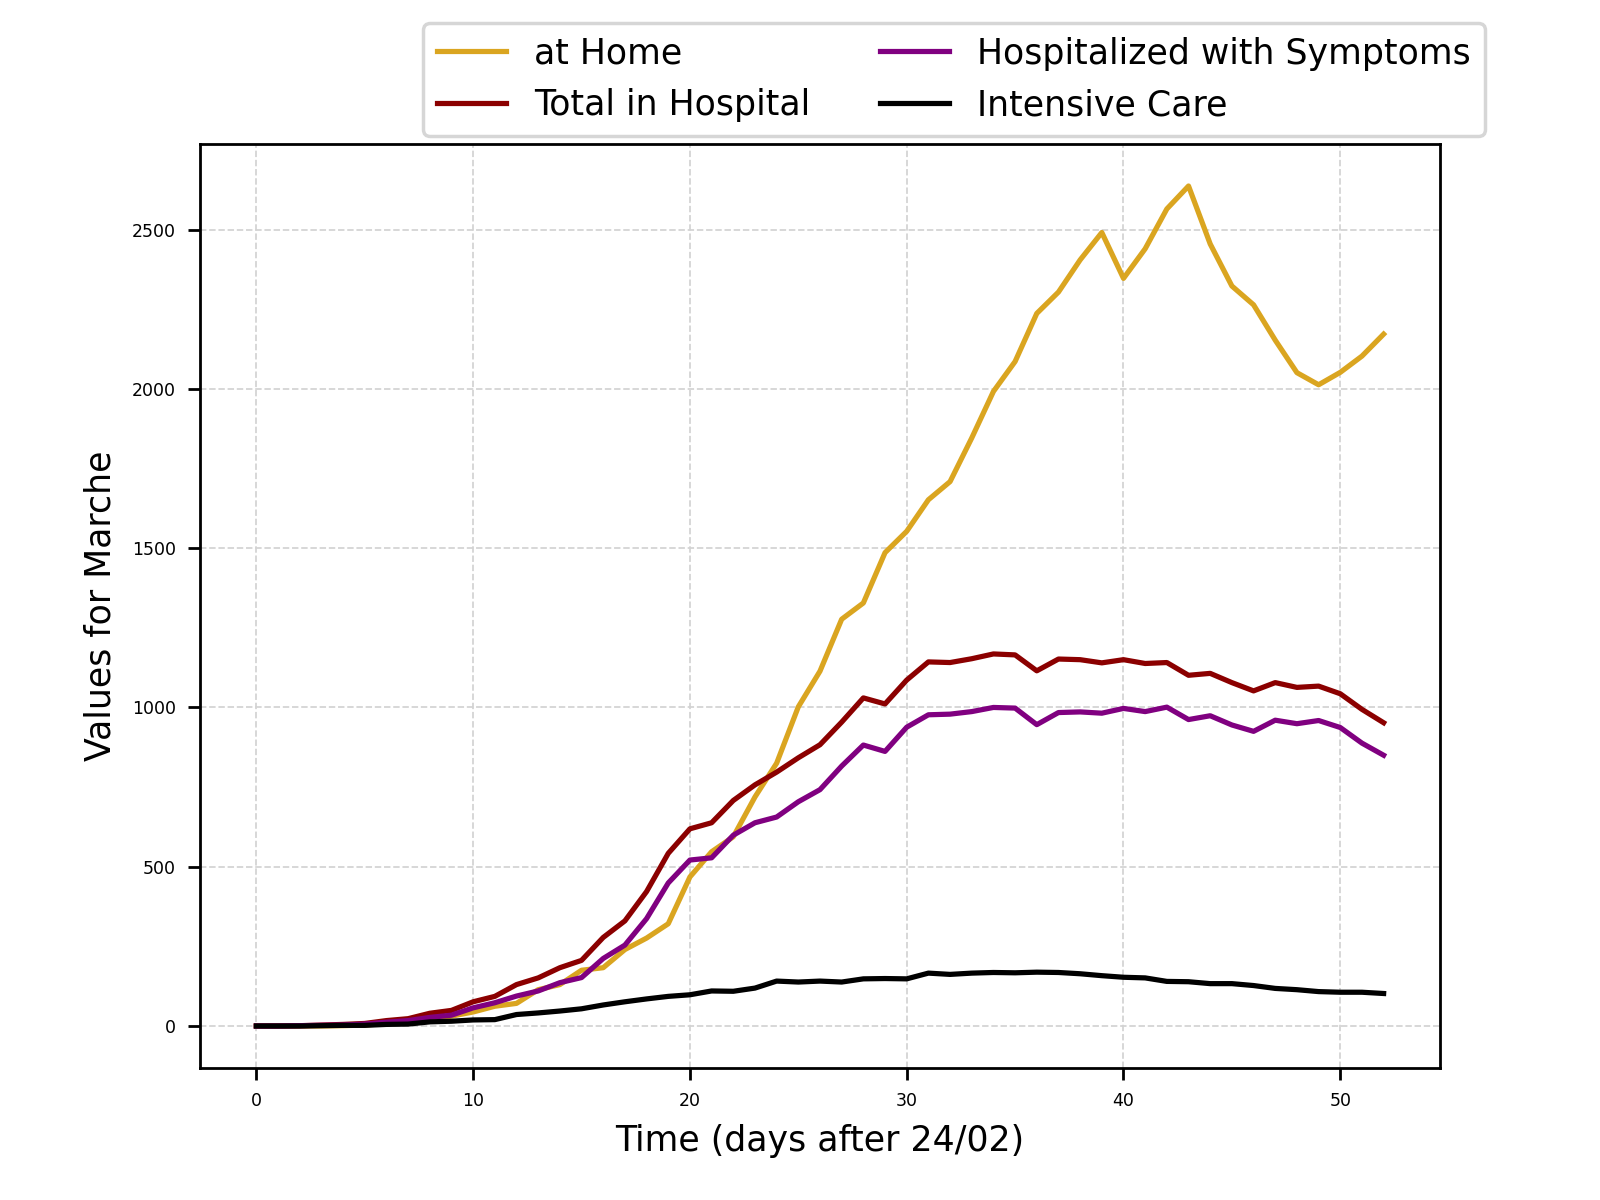 at Home
Hospitalized with Symptoms
Total in Hospital
Intensive Care
2500
2000
1500
1000
500
0
Values for Marche
0 10 20 30 40 50
Time (days after 24/02)